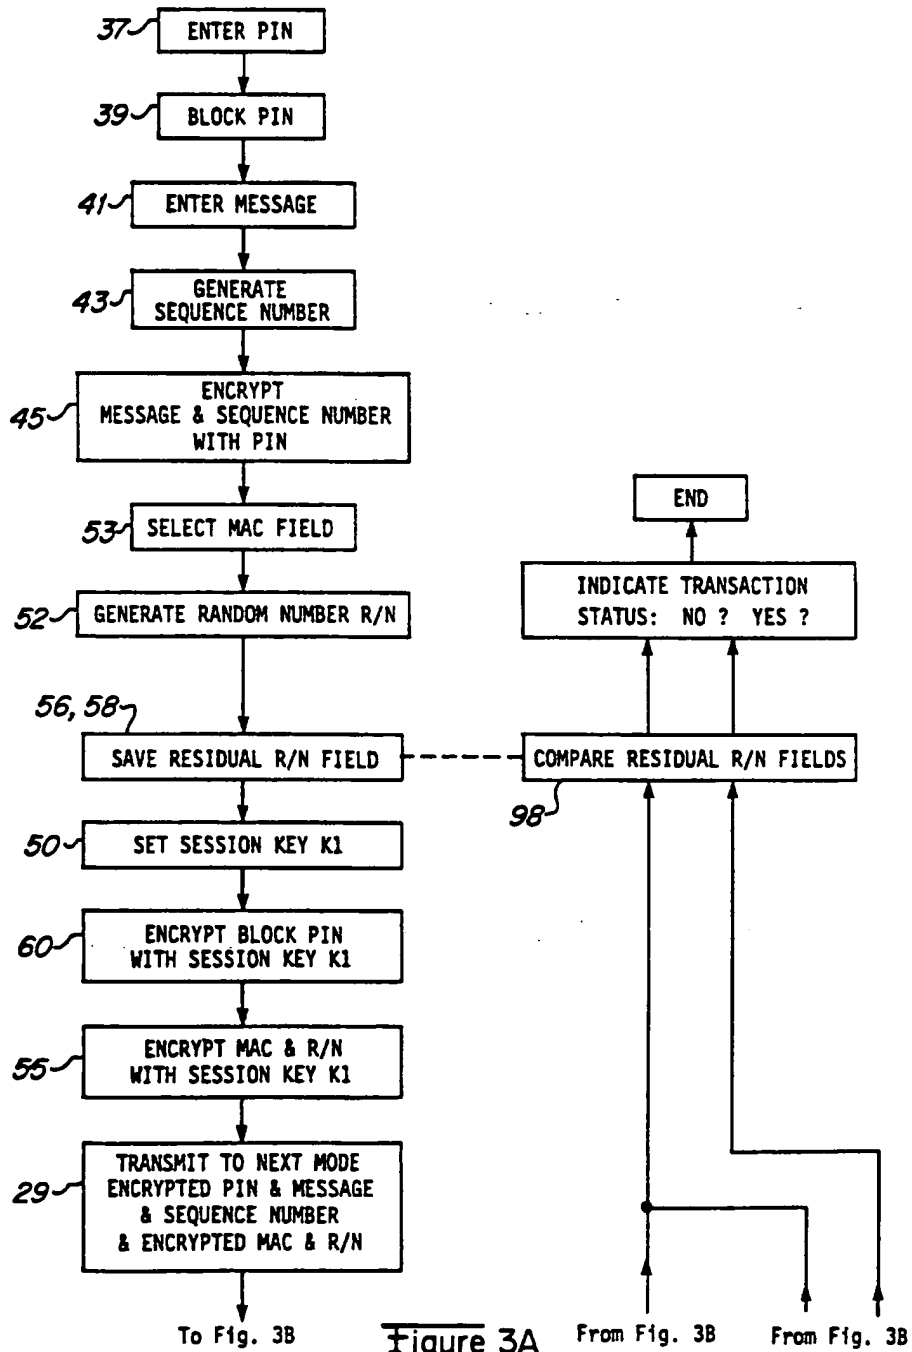 37
ENTER PIN
39
BLOCK PIN
41
ENTER MESSAGE
43
GENERATE
SEQUENCE NUMBER
45
ENCRYPT
MESSAGE & SEQUENCE NUMBER
WITH PIN
53
SELECT MAC FIELD
52
GENERATE RANDOM NUMBER R/N
56, 58
SAVE RESIDUAL R/N FIELD
50
SET SESSION KEY K1
60
ENCRYPT BLOCK PIN
WITH SESSION KEY K1
55
ENCRYPT MAC & R/N
WITH SESSION KEY K1
29
TRANSMIT TO NEXT MODE
ENCRYPTED PIN & MESSAGE
& SEQUENCE NUMBER
& ENCRYPTED MAC & R/N
To Fig. 3B
END
INDICATE TRANSACTION
STATUS: NO ? YES ?
COMPARE RESIDUAL R/N FIELDS
98
From Fig. 3B
From Fig. 3B
Figure 3A